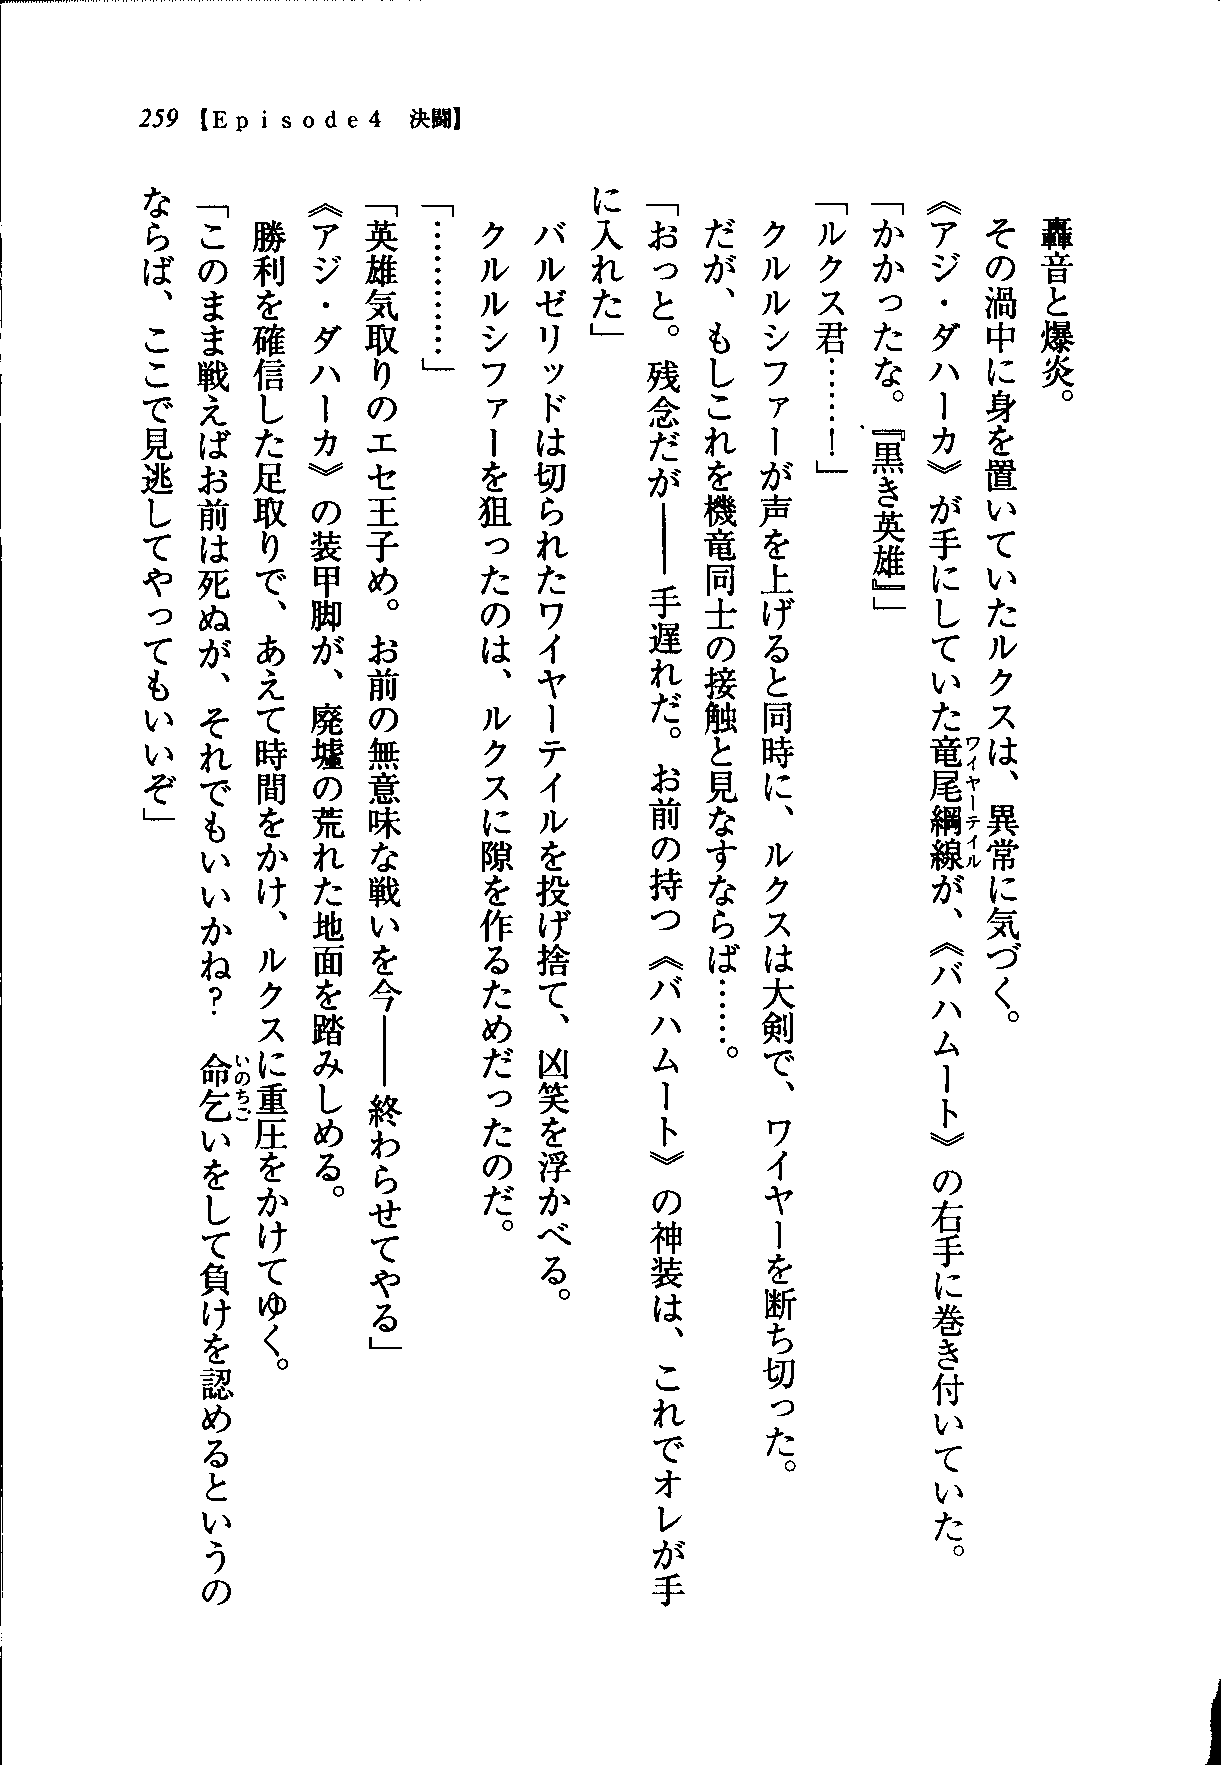 259 【Episode4　決闘】
　轟音と爆炎。
　その渦中に身を置いていたルクスは、異常に気づく。
《アジ・ダハーカ》が手にしていた竜尾綱線が、《バハムート》の右手に巻き付いていた。
ワイヤーテイル
「かかったな。『黒き英雄』」
「ルクス君……！」
　クルルシファーが声を上げると同時に、ルクスは大剣で、ワイヤーを断ち切った。
　だが、もしこれを機竜同士の接触と見なすならば……。
「おっと。残念だが――手遅れだ。お前の持つ《バハムート》の神装は、これでオレが手
に入れた」
　バルゼリッドは切られたワイヤーテイルを投げ捨て、凶笑を浮かべる。
　クルルシファーを狙ったのは、ルクスに隙を作るためだったのだ。
「…………」
「英雄気取りのエセ王子め。お前の無意味な戦いを今――終わらせてやる」
《アジ・ダハーカ》の装甲脚が、廃墟の荒れた地面を踏みしめる。
　勝利を確信した足取りで、あえて時間をかけ、ルクスに重圧をかけてゆく。
「このまま戦えばお前は死ぬが、それでもいいかね？　命乞いをして負けを認めるというの
いのちご
ならば、ここで見逃してやってもいいぞ」